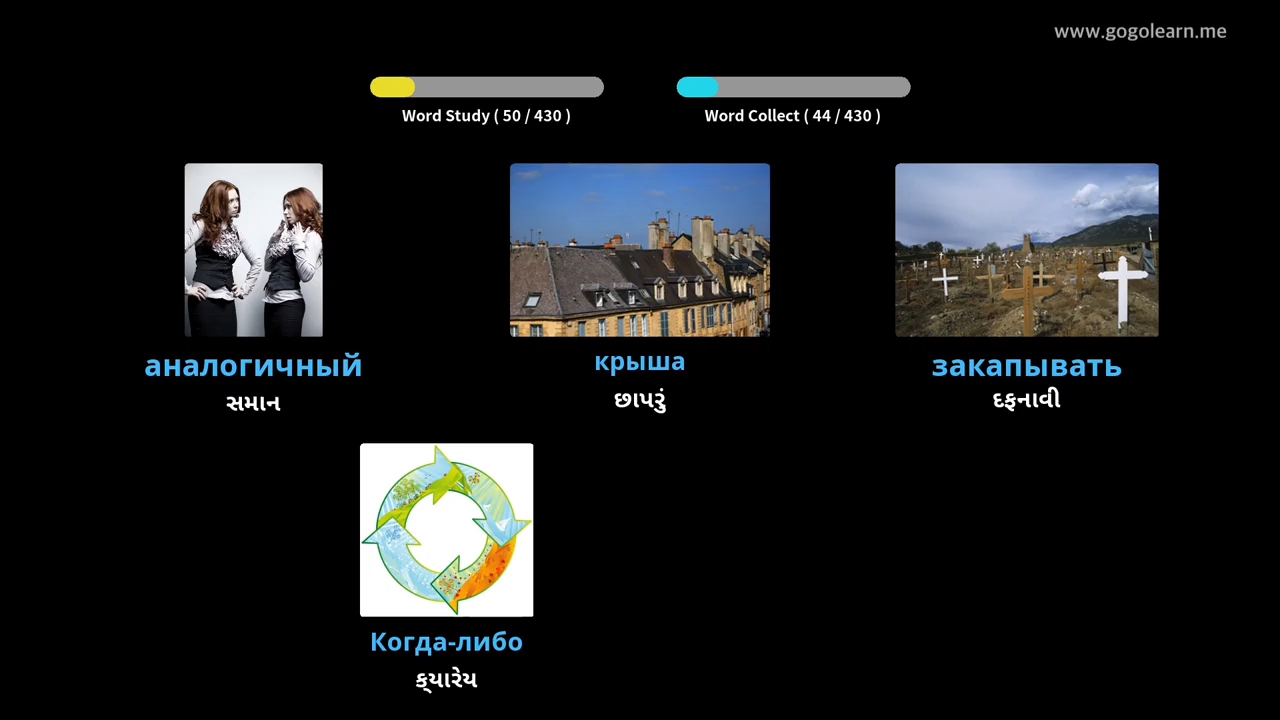 www.gogolearn.me
Word Study ( 50 / 430 )
Word Collect ( 44 / 430 )
аналогичный
સમાન
крыша
છાપરું
закапывать
દફનાવી
Когда-либо
ક્યારેય